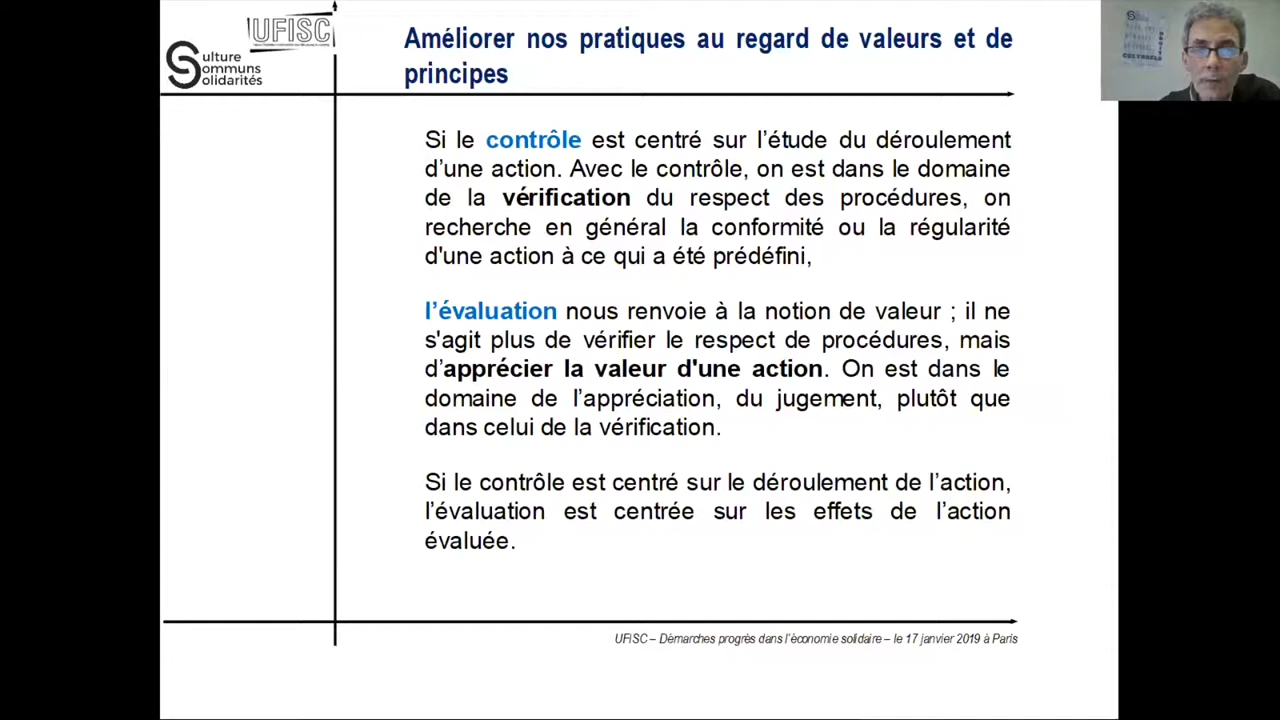 UFISC
Culture
Communs
Solidarités
Améliorer nos pratiques au regard de valeurs et de
principes
Si le contrôle est centré sur l’étude du déroulement
d’une action. Avec le contrôle, on est dans le domaine
de la vérification du respect des procédures, on
recherche en général la conformité ou la régularité
d'une action à ce qui a été prédéfini,
l’évaluation nous renvoie à la notion de valeur ; il ne
s'agit plus de vérifier le respect de procédures, mais
d’apprécier la valeur d'une action. On est dans le
domaine de l’appréciation, du jugement, plutôt que
dans celui de la vérification.
Si le contrôle est centré sur le déroulement de l’action,
l’évaluation est centrée sur les effets de l’action
évaluée.
UFISC – Démarches progrès dans l’économie solidaire – le 17 janvier 2019 à Paris